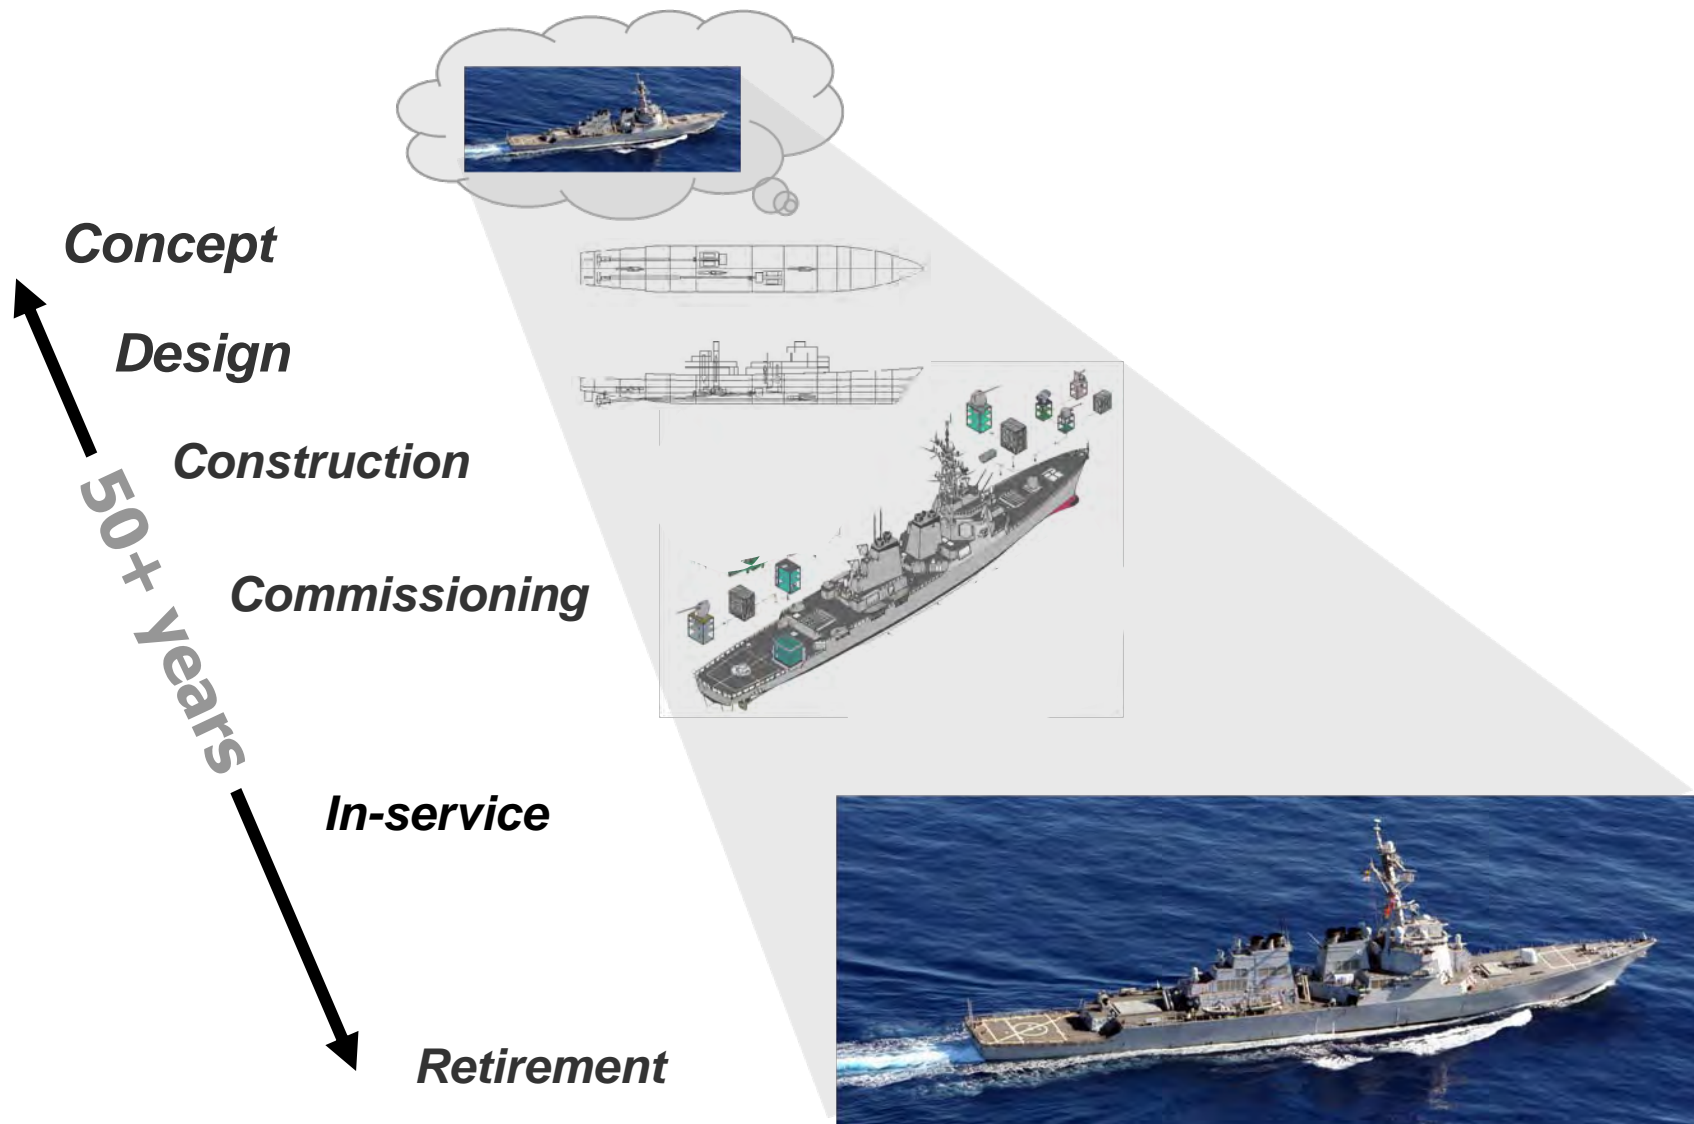 Concept
Design
Construction
50+ years
Commissioning
In-service
Retirement